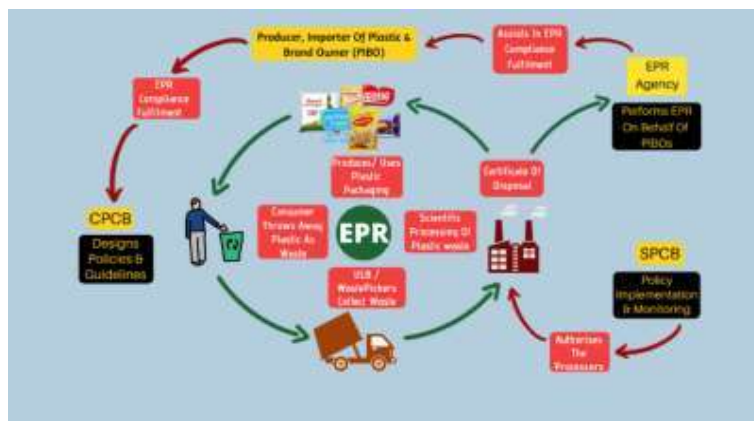 Producer, Importer Of Plastic &
Brand Owner (PIBO)
Assists In EPR
Compliance
Fulfilment
EPR
Agency
Performs EPR
On Behalf Of
PIBOs
EPR
Compliance
Fulfilment
Produces/ Uses
Plastic
Packaging
Certificate Of
Disposal
CPCB
Designs
Policies &
Guidelines
Consumer
Throws Away
Plastic As
Waste
EPR
Scientific
Processing Of
Plastic waste
ULB /
WastePickers
Collect Waste
SPCB
Policy
Implementation
& Monitoring
Authorises
The
Processors